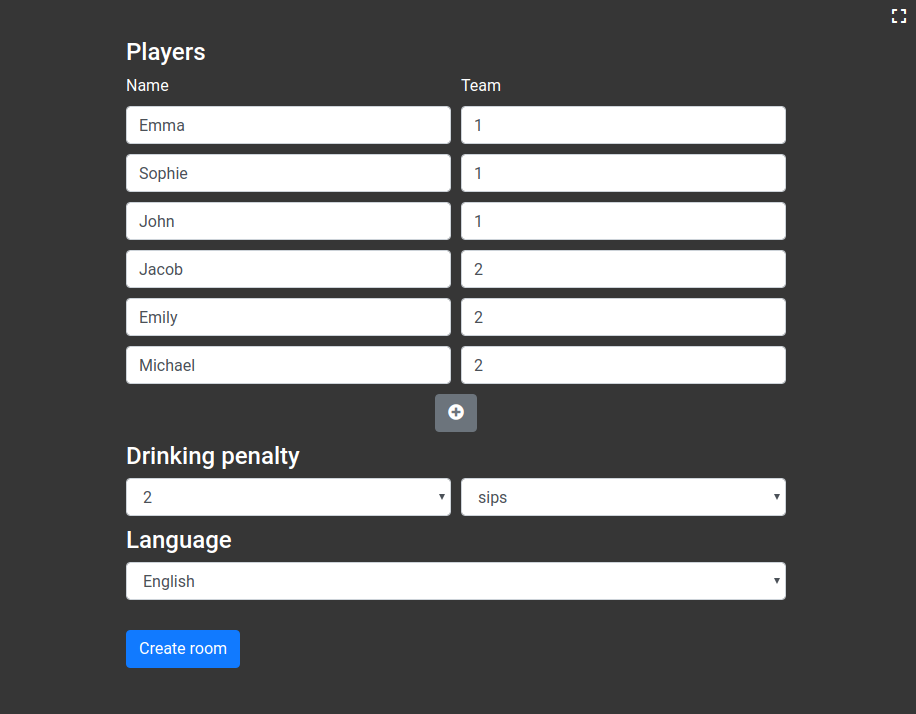 Players
Name Team
Emma 1
Sophie 1
John 1
Jacob 2
Emily 2
Michael 2
Drinking penalty
2 sips
Language
English
Create room